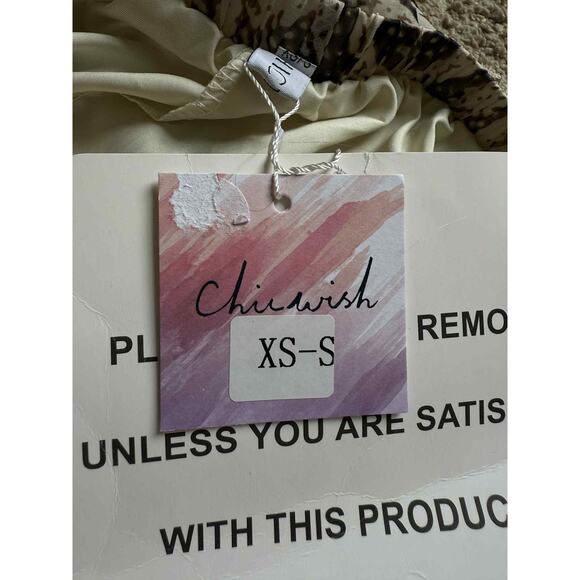 Chicwish
XS-S
PL REMO
UNLESS YOU ARE SATIS
WITH THIS PRODUC